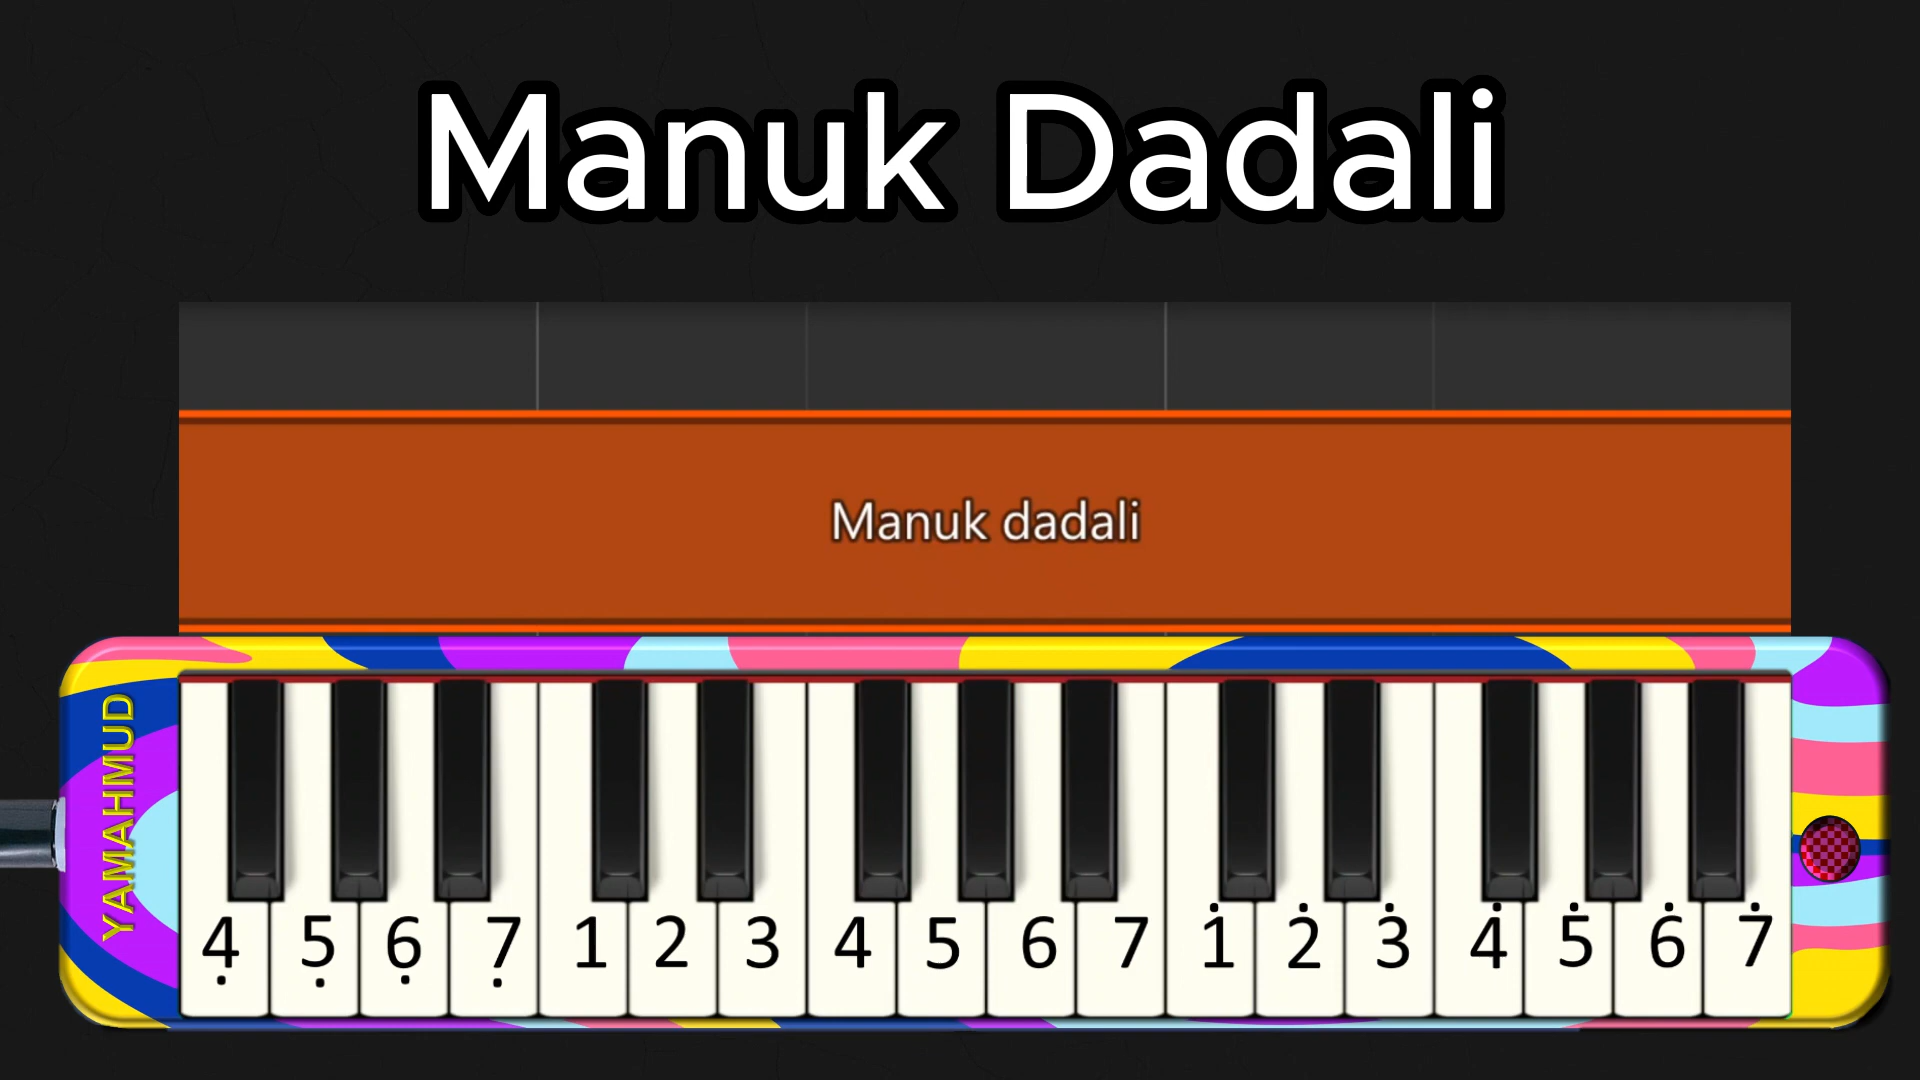 Manuk Dadali
Manuk dadali
YAMAHMUD
4̣ 5̣ 6̣ 7̣ 1 2 3 4 5 6 7 1̇ 2̇ 3̇ 4̇ 5̇ 6̇ 7̇